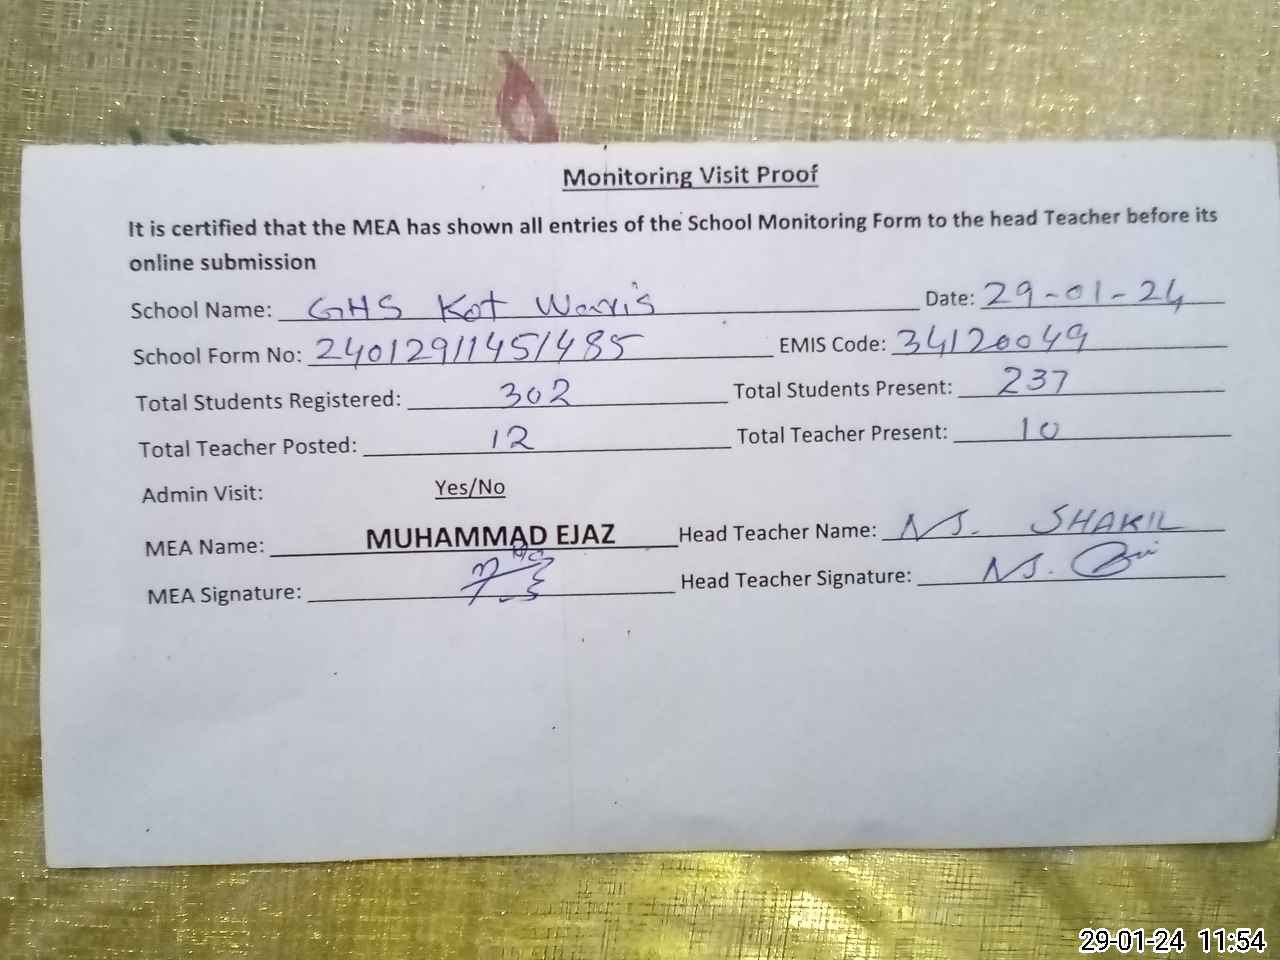 Monitoring Visit Proof
It is certified that the MEA has shown all entries of the School Monitoring Form to the head Teacher before its
online submission
School Name: GHS Kot Waris Date: 29-01-24
School Form No: 24012911451485 EMIS Code: 34120049
Total Students Registered: 302 Total Students Present: 237
Total Teacher Posted: 12 Total Teacher Present: 10
Admin Visit: Yes/No
MEA Name: MUHAMMAD EJAZ Head Teacher Name: M. SHAKIL
MEA Signature: Head Teacher Signature: M.
29-01-24 11:54